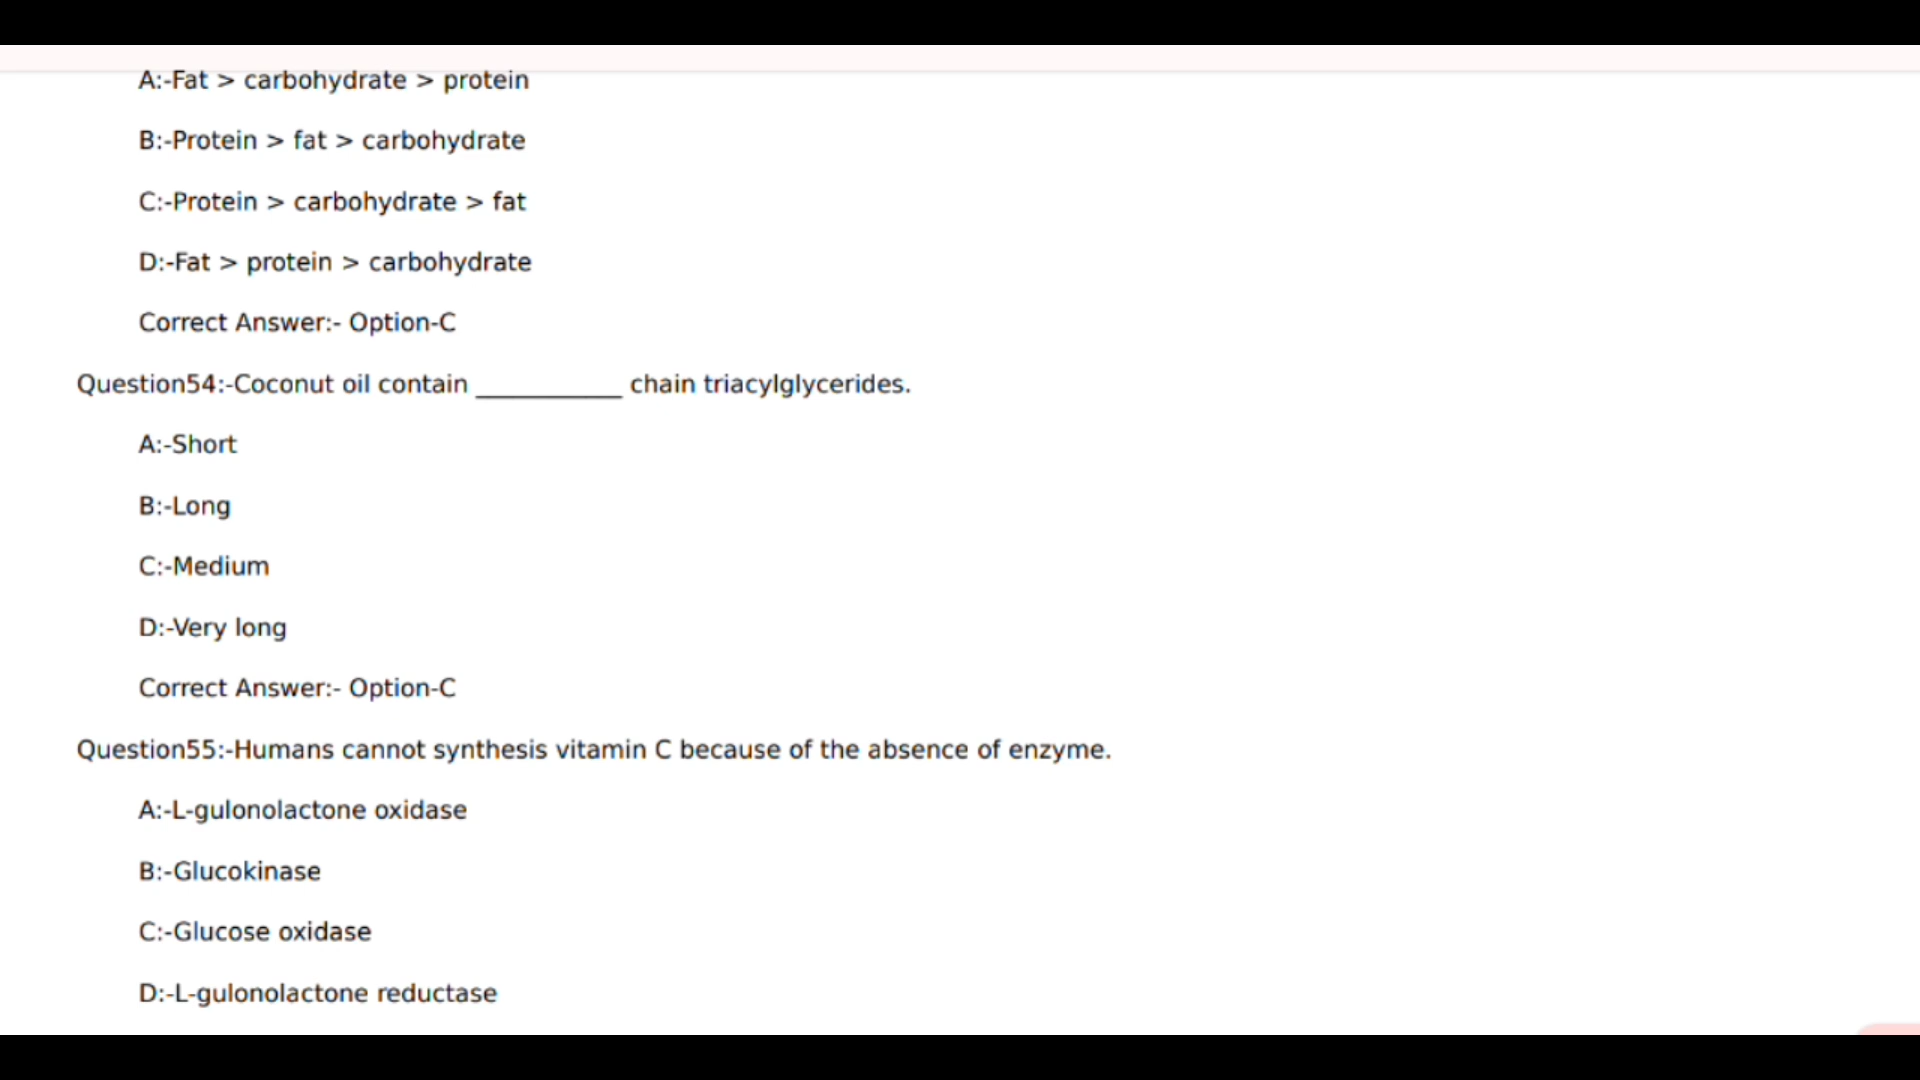 A:-Fat > carbohydrate > protein
B:-Protein > fat > carbohydrate
C:-Protein > carbohydrate > fat
D:-Fat > protein > carbohydrate
Correct Answer:- Option-C
Question54:-Coconut oil contain ____________ chain triacylglycerides.
A:-Short
B:-Long
C:-Medium
D:-Very long
Correct Answer:- Option-C
Question55:-Humans cannot synthesis vitamin C because of the absence of enzyme.
A:-L-gulonolactone oxidase
B:-Glucokinase
C:-Glucose oxidase
D:-L-gulonolactone reductase